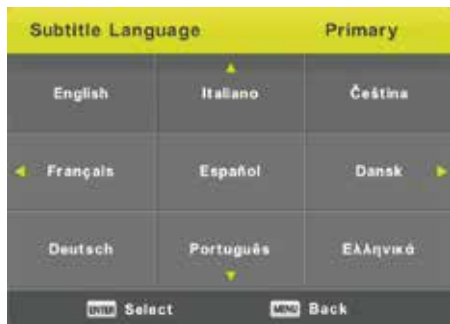 Subtitle Language Primary
English Italiano Čeština
Français Español Dansk
Deutsch Português Ελληνικά
ENTER Select MENU Back